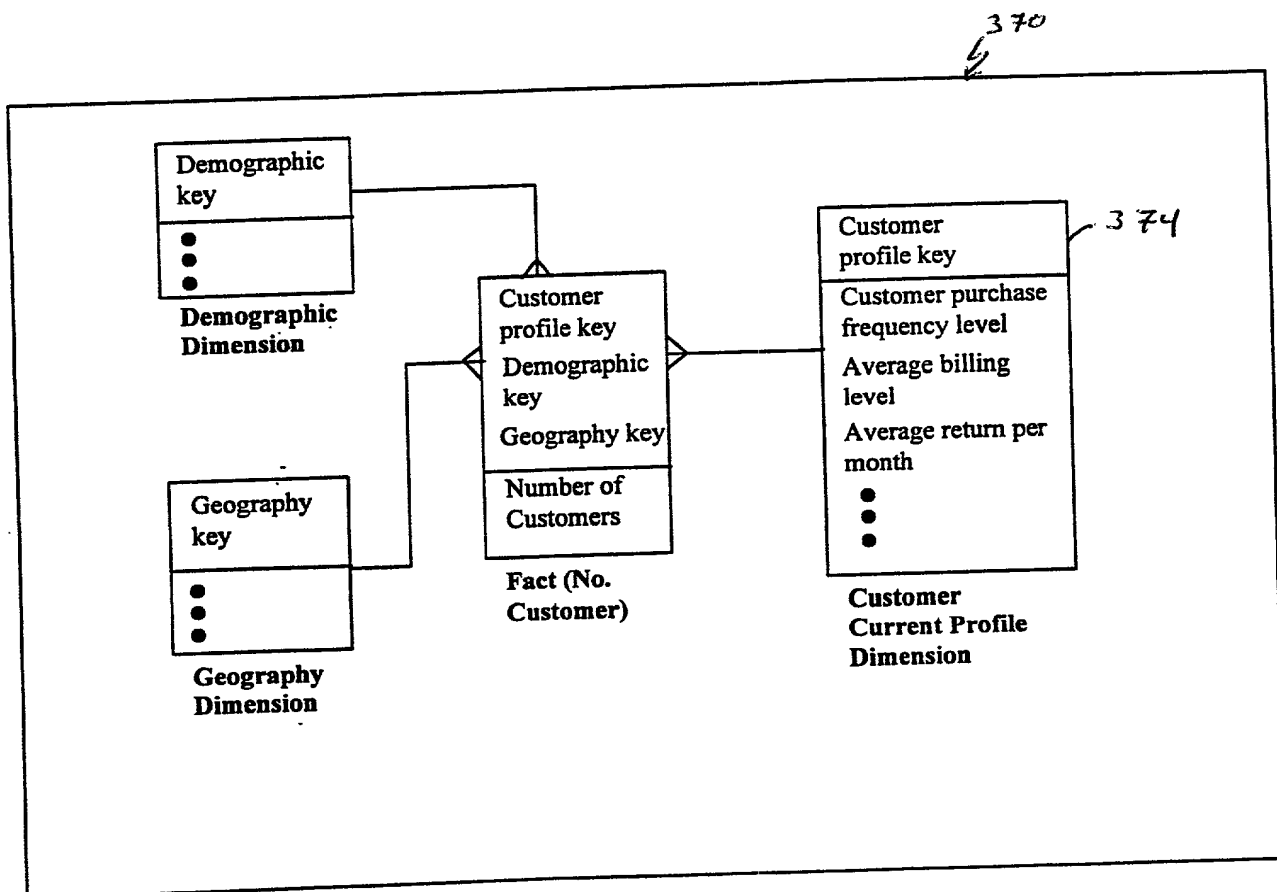 370
Demographic
key
Demographic
Dimension
Geography
key
Geography
Dimension
Customer
profile key
Demographic
key
Geography key
Number of
Customers
Fact (No.
Customer)
374
Customer
profile key
Customer purchase
frequency level
Average billing
level
Average return per
month
Customer
Current Profile
Dimension